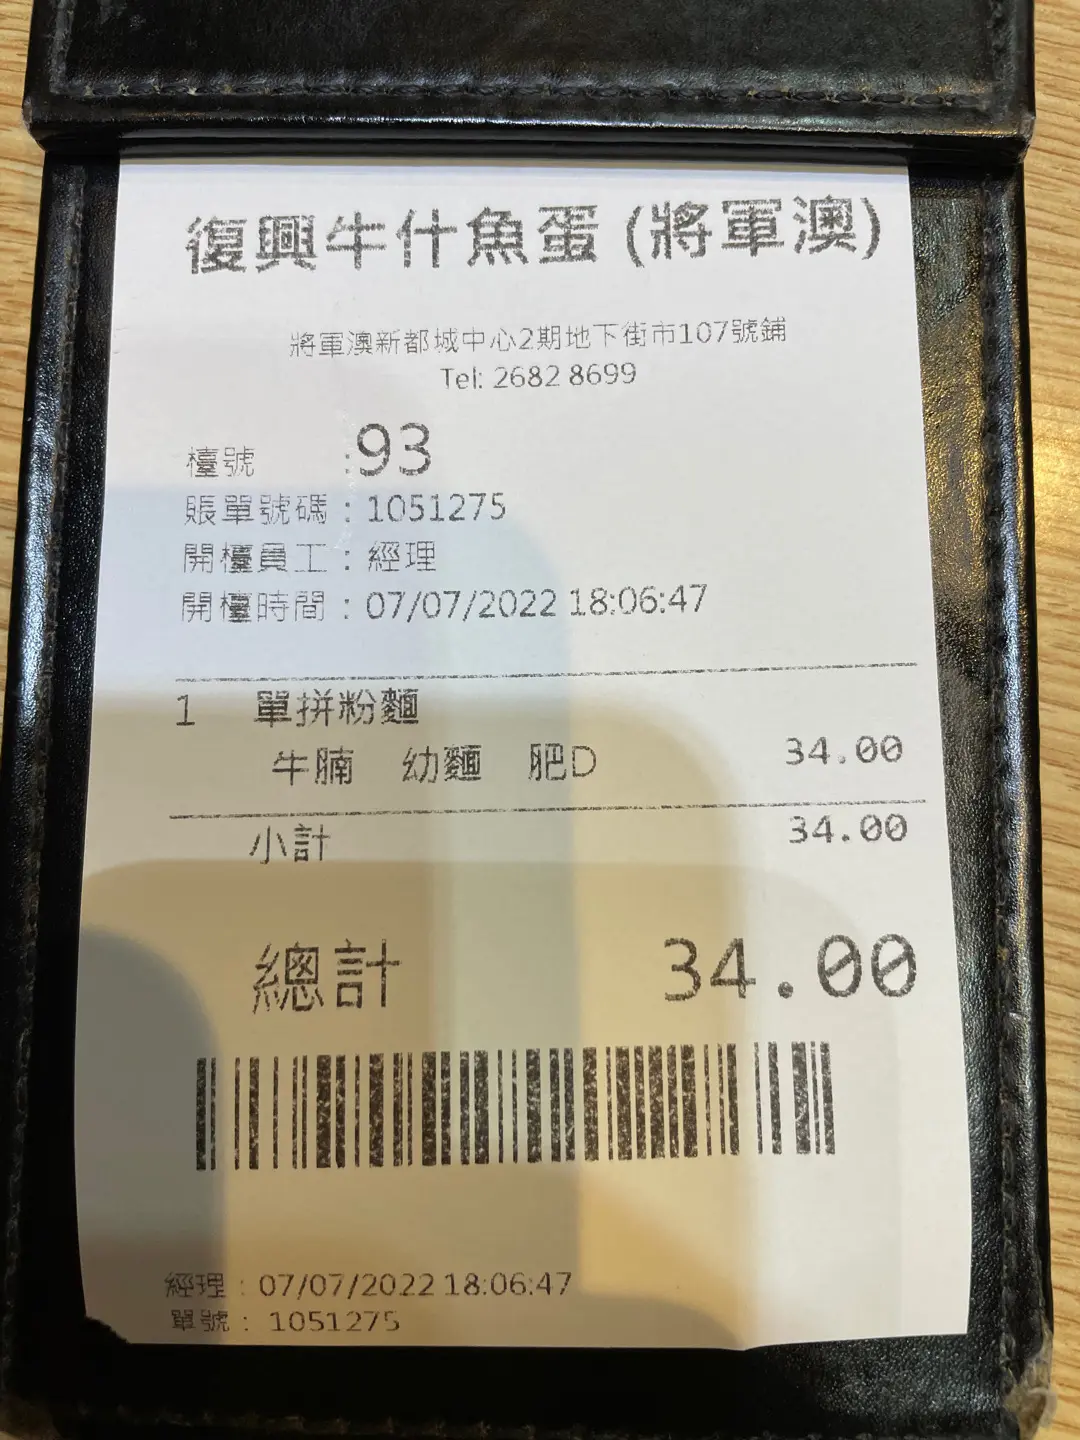 復興牛什魚蛋 (將軍澳)
將軍澳新都城中心2期地下街市107號鋪
Tel: 2682 8699
檯號 :93
賬單號碼 : 1051275
開檯員工 : 經理
開檯時間 : 07/07/2022 18:06:47
1 單拼粉麵
牛腩 幼麵 肥D 34.00
小計 34.00
總計 34.00
經理 : 07/07/2022 18:06:47
單號 : 1051275